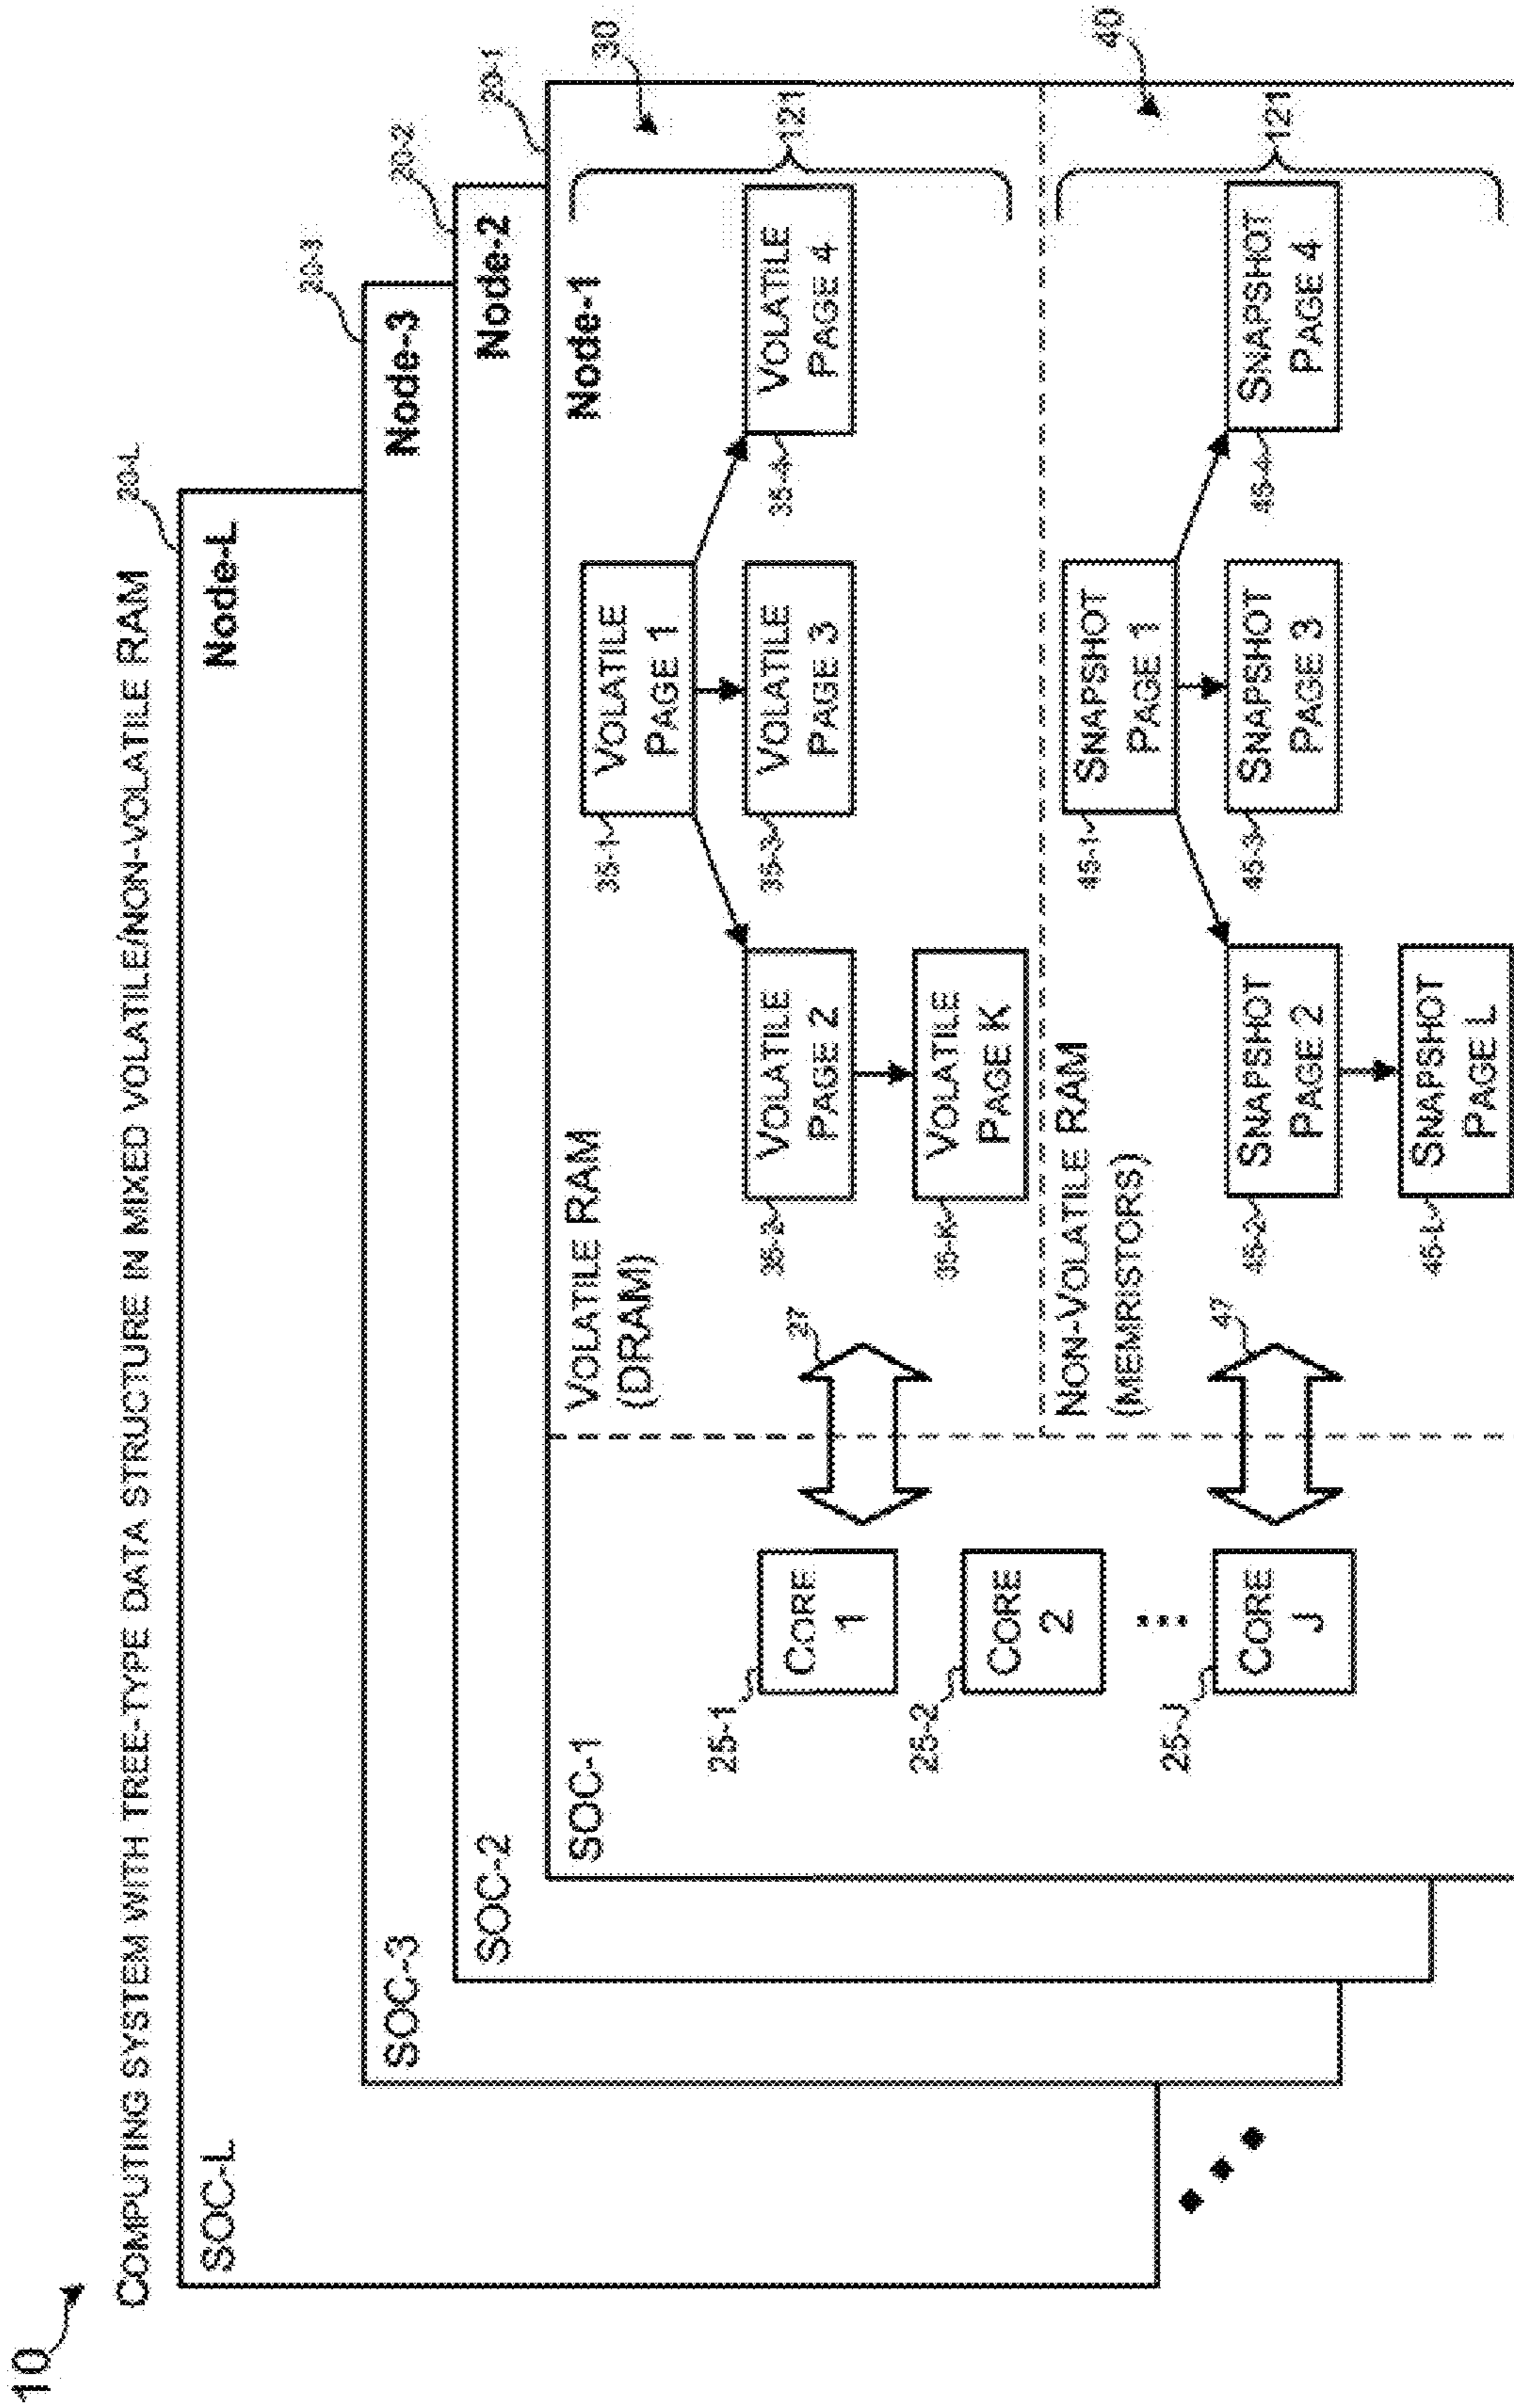 10
COMPUTING SYSTEM WITH TREE-TYPE DATA STRUCTURE IN MIXED VOLATILE/NON-VOLATILE RAM
20-L
SOC-L
Node-L
20-3
SOC-3
Node-3
20-2
SOC-2
Node-2
20-1
SOC-1
Node-1
25-1
CORE
1
25-2
CORE
2
25-J
CORE
J
VOLATILE RAM
(DRAM)
30
121
35-1
VOLATILE
PAGE 1
35-2
VOLATILE
PAGE 2
35-3
VOLATILE
PAGE 3
35-4
VOLATILE
PAGE 4
35-K
VOLATILE
PAGE K
NON-VOLATILE RAM
(MEMRISTORS)
40
121
47
45-1
SNAPSHOT
PAGE 1
45-2
SNAPSHOT
PAGE 2
45-3
SNAPSHOT
PAGE 3
45-4
SNAPSHOT
PAGE 4
45-L
SNAPSHOT
PAGE L